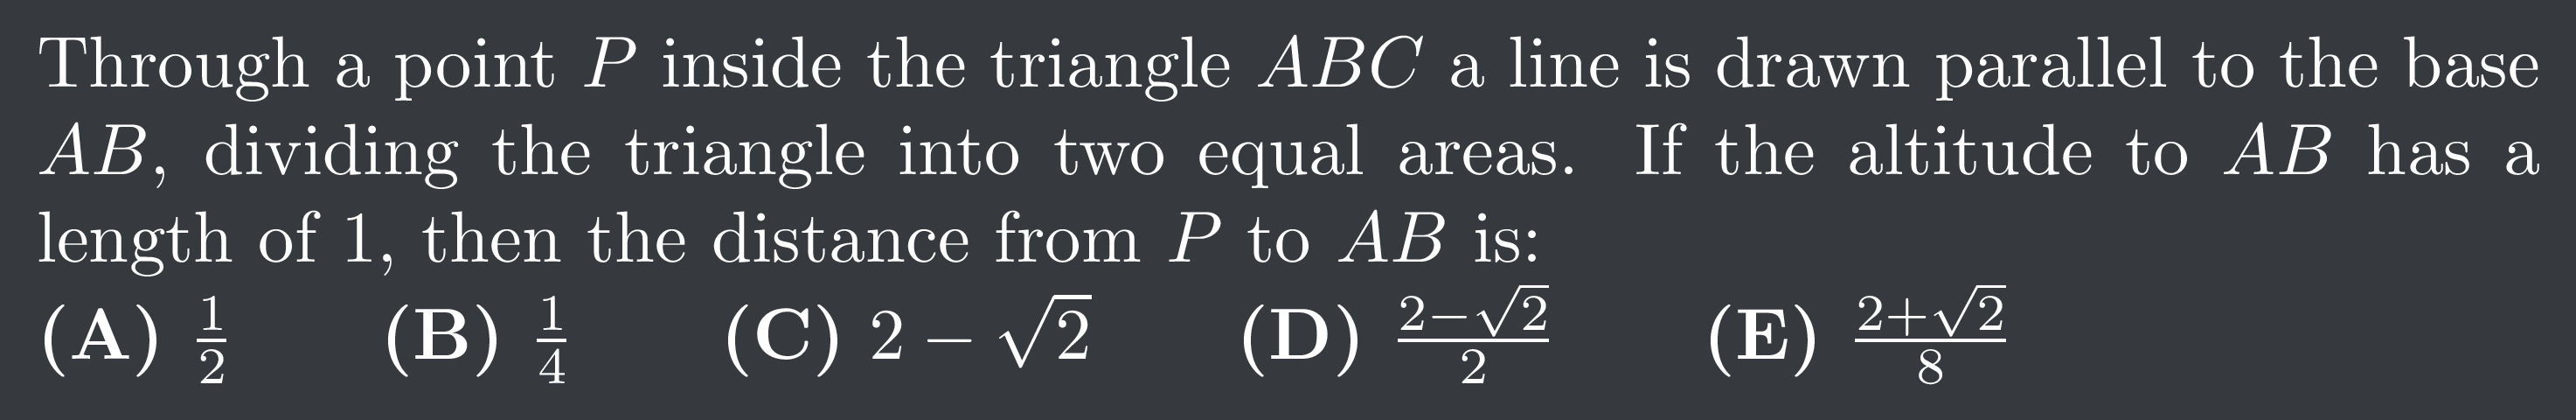 Through a point $P$ inside the triangle $ABC$ a line is drawn parallel to the base
$AB$, dividing the triangle into two equal areas. If the altitude to $AB$ has a
length of 1, then the distance from $P$ to $AB$ is:
(A) $\frac{1}{2}$ (B) $\frac{1}{4}$ (C) $2 - \sqrt{2}$ (D) $\frac{2-\sqrt{2}}{2}$ (E) $\frac{2+\sqrt{2}}{8}$